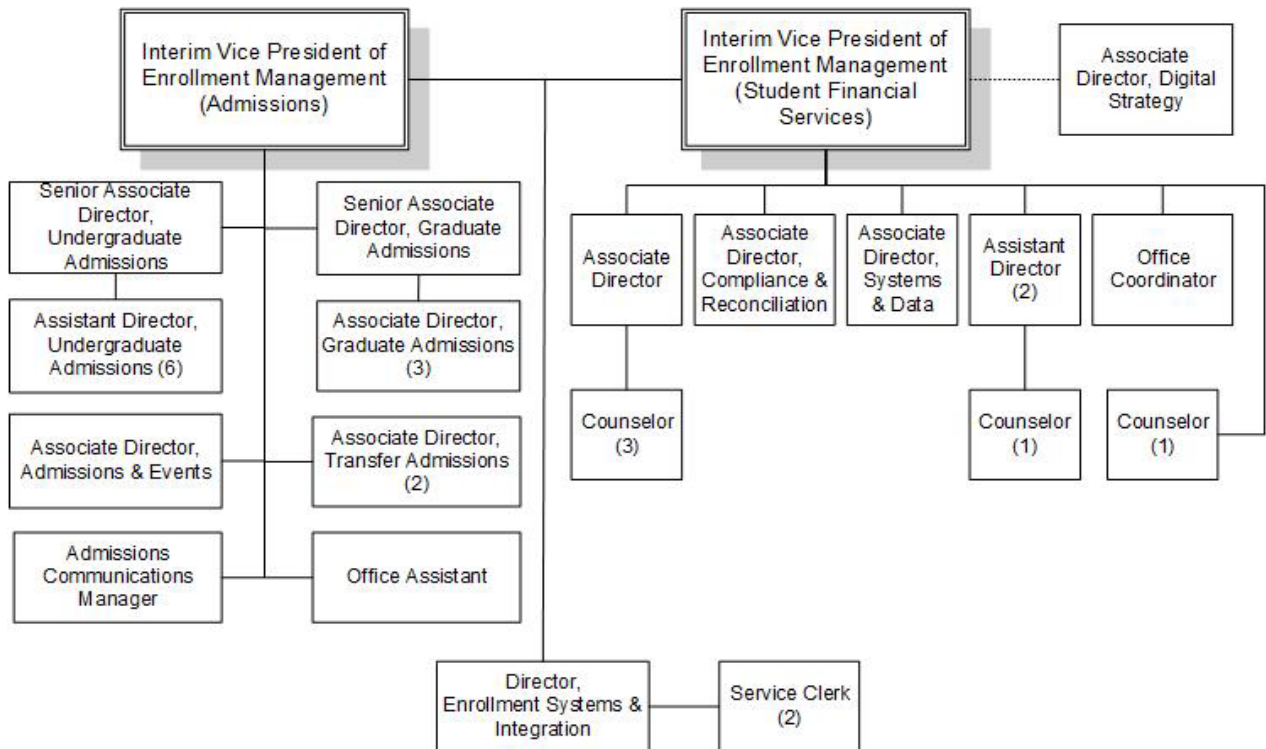 Interim Vice President of
Enrollment Management
(Admissions)
Interim Vice President of
Enrollment Management
(Student Financial
Services)
Associate
Director, Digital
Strategy
Senior Associate
Director,
Undergraduate
Admissions
Senior Associate
Director, Graduate
Admissions
Assistant Director,
Undergraduate
Admissions (6)
Associate Director,
Graduate Admissions
(3)
Associate Director,
Admissions & Events
Associate Director,
Transfer Admissions
(2)
Admissions
Communications
Manager
Office Assistant
Associate
Director
Associate
Director,
Compliance &
Reconciliation
Associate
Director,
Systems
& Data
Assistant
Director
(2)
Office
Coordinator
Counselor
(3)
Counselor
(1)
Counselor
(1)
Director,
Enrollment Systems &
Integration
Service Clerk
(2)